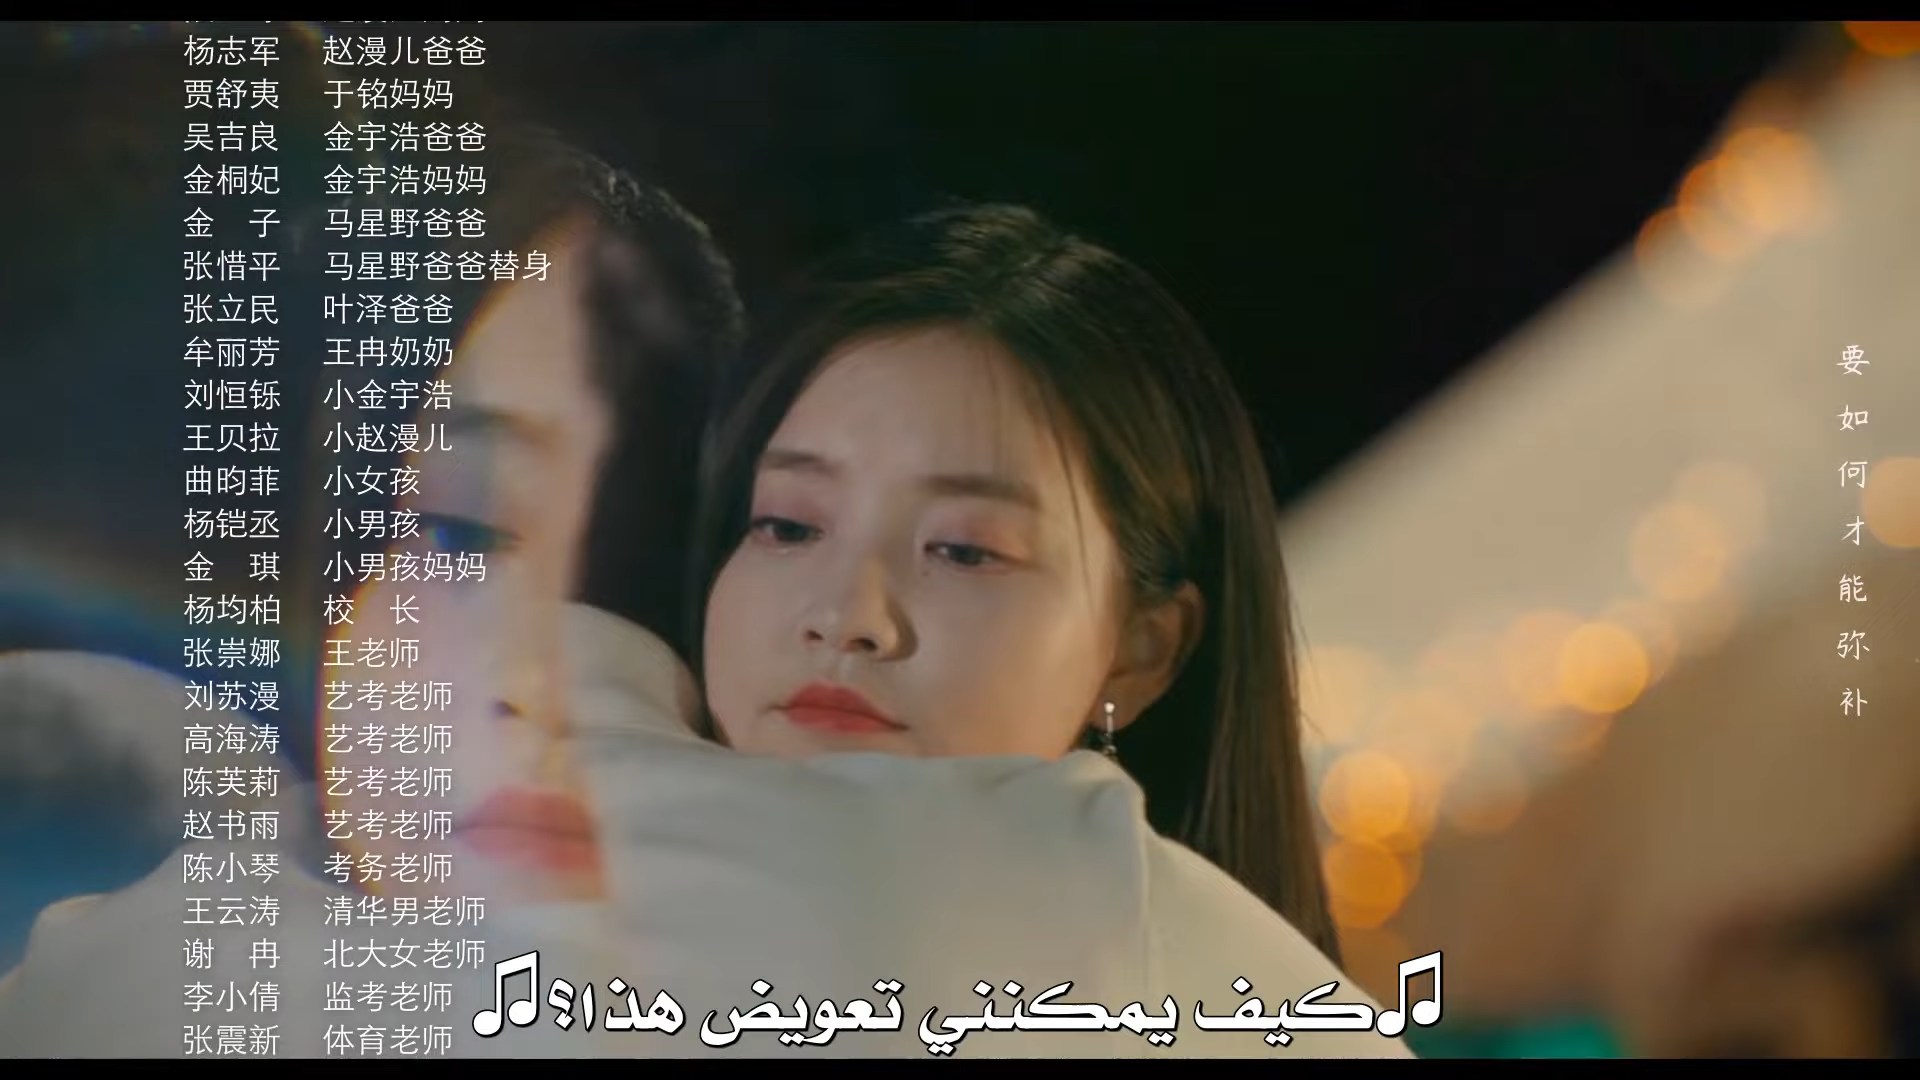 杨志军 赵漫儿爸爸
贾舒夷 于铭妈妈
吴吉良 金宇浩爸爸
金桐妃 金宇浩妈妈
金 子 马星野爸爸
张惜平 马星野爸爸替身
张立民 叶泽爸爸
牟丽芳 王冉奶奶
刘恒铄 小金宇浩
王贝拉 小赵漫儿
曲昀菲 小女孩
杨铠丞 小男孩
金 琪 小男孩妈妈
杨均柏 校 长
张崇娜 王老师
刘苏漫 艺考老师
高海涛 艺考老师
陈芙莉 艺考老师
赵书雨 艺考老师
陈小琴 考务老师
王云涛 清华男老师
谢 冉 北大女老师
李小倩 监考老师
张震新 体育老师
要如何才能弥补
♫كيف يمكنني تعويض هذا؟♫